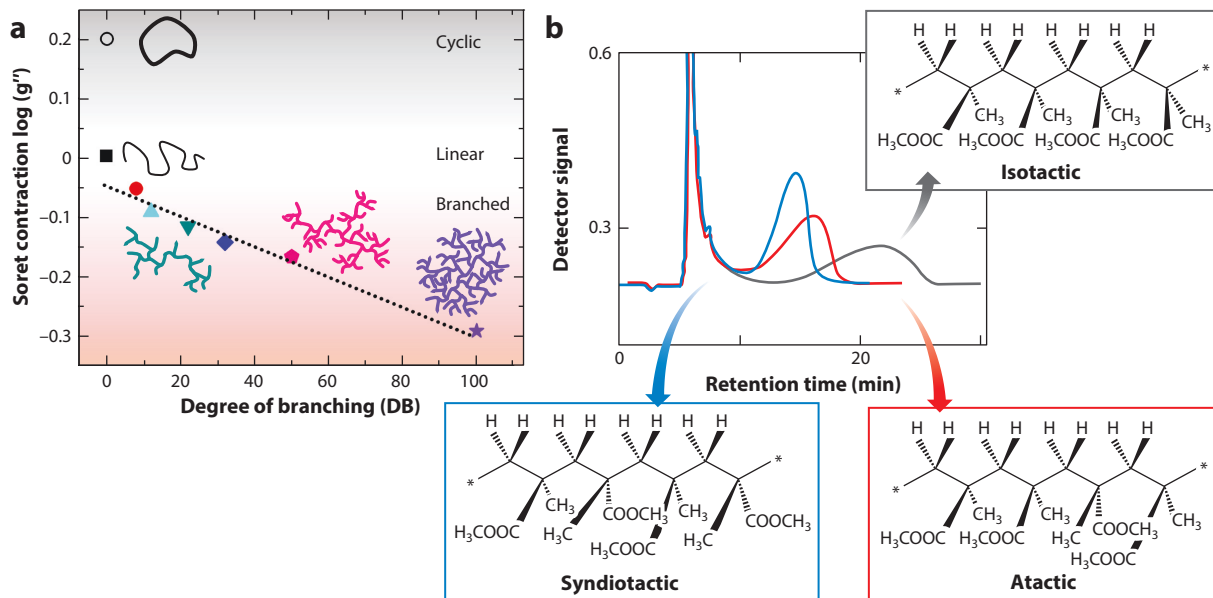 a
Soret contraction log (g″)
0.2
0
−0.1
−0.2
−0.3
Cyclic
Linear
Branched
0 20 40 60 80 100
Degree of branching (DB)
b
Detector signal
0.6
0.3
0 20
Retention time (min)
H H H H H H H H
* *
CH₃ CH₃ CH₃ CH₃
H₃COOC H₃COOC H₃COOC H₃COOC
Isotactic
H H H H H H H H
* *
CH₃ COOCH₃ CH₃ COOCH₃
H₃COOC H₃C H₃COOC H₃C
Syndiotactic
H H H H H H H H
* *
CH₃ CH₃ COOCH₃ CH₃
H₃COOC H₃COOC H₃C H₃COOC
Atactic